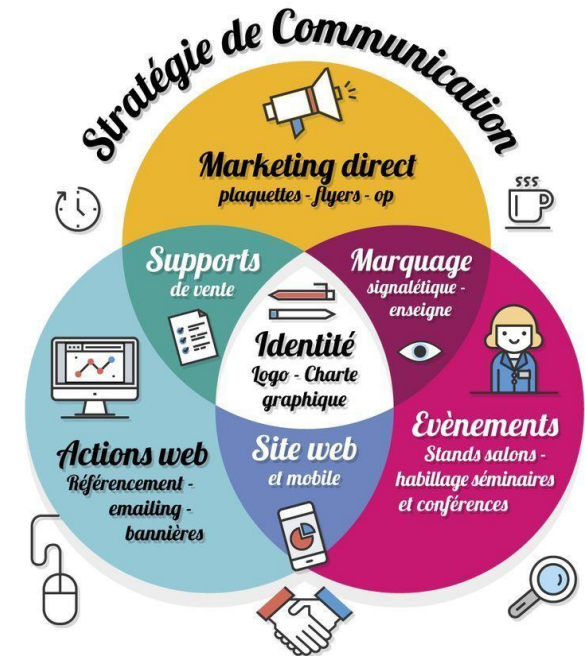 Stratégie de Communication
Marketing direct
plaquettes - flyers - op
Supports
de vente
Marquage
signalétique -
enseigne
Identité
Logo - Charte
graphique
Actions web
Référencement -
emailing -
bannières
Site web
et mobile
Evènements
Stands salons -
habillage séminaires
et conférences